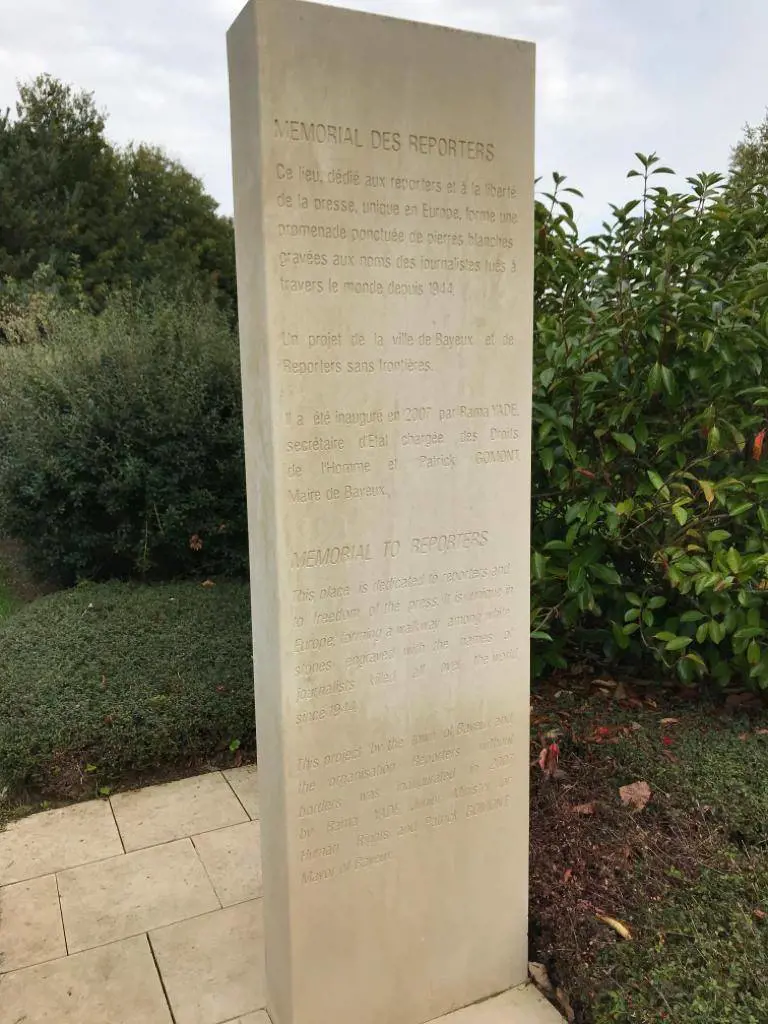 MEMORIAL DES REPORTERS
Ce lieu, dédié aux reporters et à la liberté
de la presse, unique en Europe, forme une
promenade ponctuée de pierres blanches
gravées aux noms des journalistes tués à
travers le monde depuis 1944.
Un projet de la ville de Bayeux et de
Reporters sans frontières.
Il a été inauguré en 2007 par Rama YADE,
secrétaire d'Etat chargée des Droits
de l'Homme et Patrick GOMONT,
Maire de Bayeux.
MEMORIAL TO REPORTERS
This place is dedicated to reporters and
to freedom of the press. It is unique in
Europe, forming a walkway among white
stones engraved with the names of
journalists killed all over the world
since 1944.
This project by the town of Bayeux and
the organisation Reporters without
borders was inaugurated in 2007
by Rama YADE, Junior Minister for
Human Rights and Patrick GOMONT
Mayor of Bayeux.